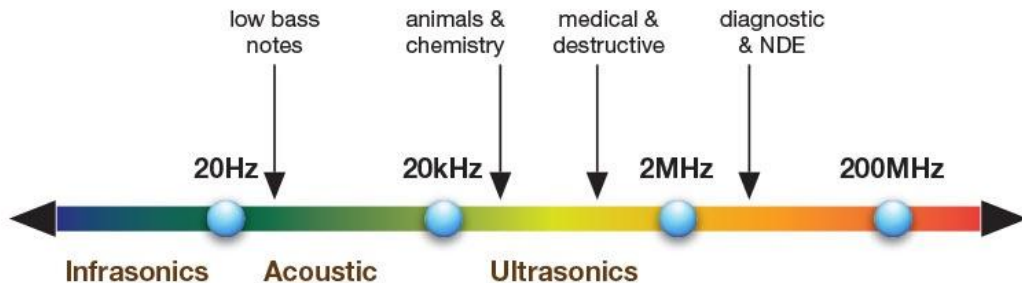 low bass
notes
animals &
chemistry
medical &
destructive
diagnostic
& NDE
20Hz
20kHz
2MHz
200MHz
Infrasonics
Acoustic
Ultrasonics